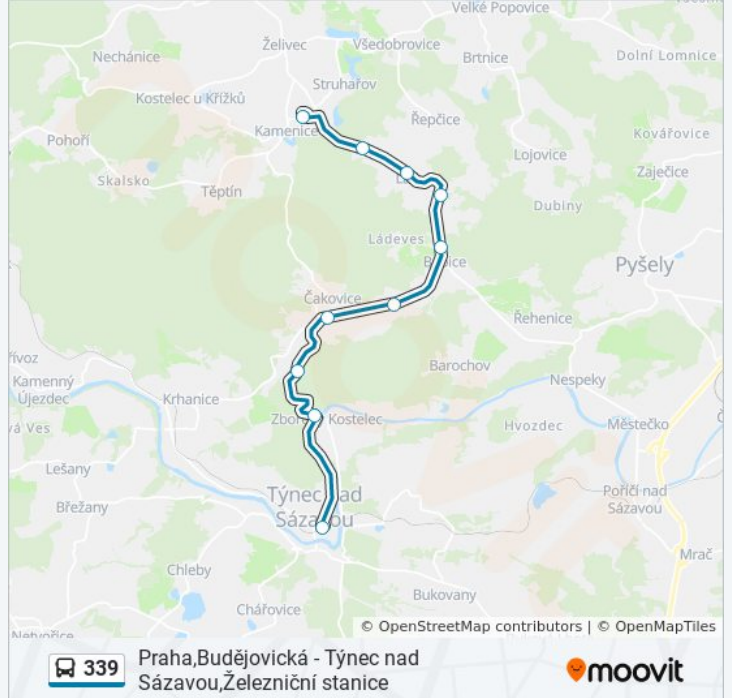 Velké Popovice
Želivec
Všedobrovice
Nechánice
Brtnice
Dolní Lomnice
Struhařov
Kostelec u Křížků
Řepčice
Kamenice
Kovářovice
Pohoří
Lojovice
Zaječice
Skalsko
Těptín
Dubiny
Ládeves
Pyšely
Čakovice
Řehenice
Barochov
Kamenný
Újezdec
Nespeky
Krhanice
Kostelec
Hvozdec
Městečko
Lešany
Týnec nad
Sázavou
Poříčí nad
Sázavou
Břežany
Mrač
Chleby
Bukovany
Chářovice
© OpenStreetMap contributors | © OpenMapTiles
339
Praha,Budějovická - Týnec nad
Sázavou,Železniční stanice
moovit